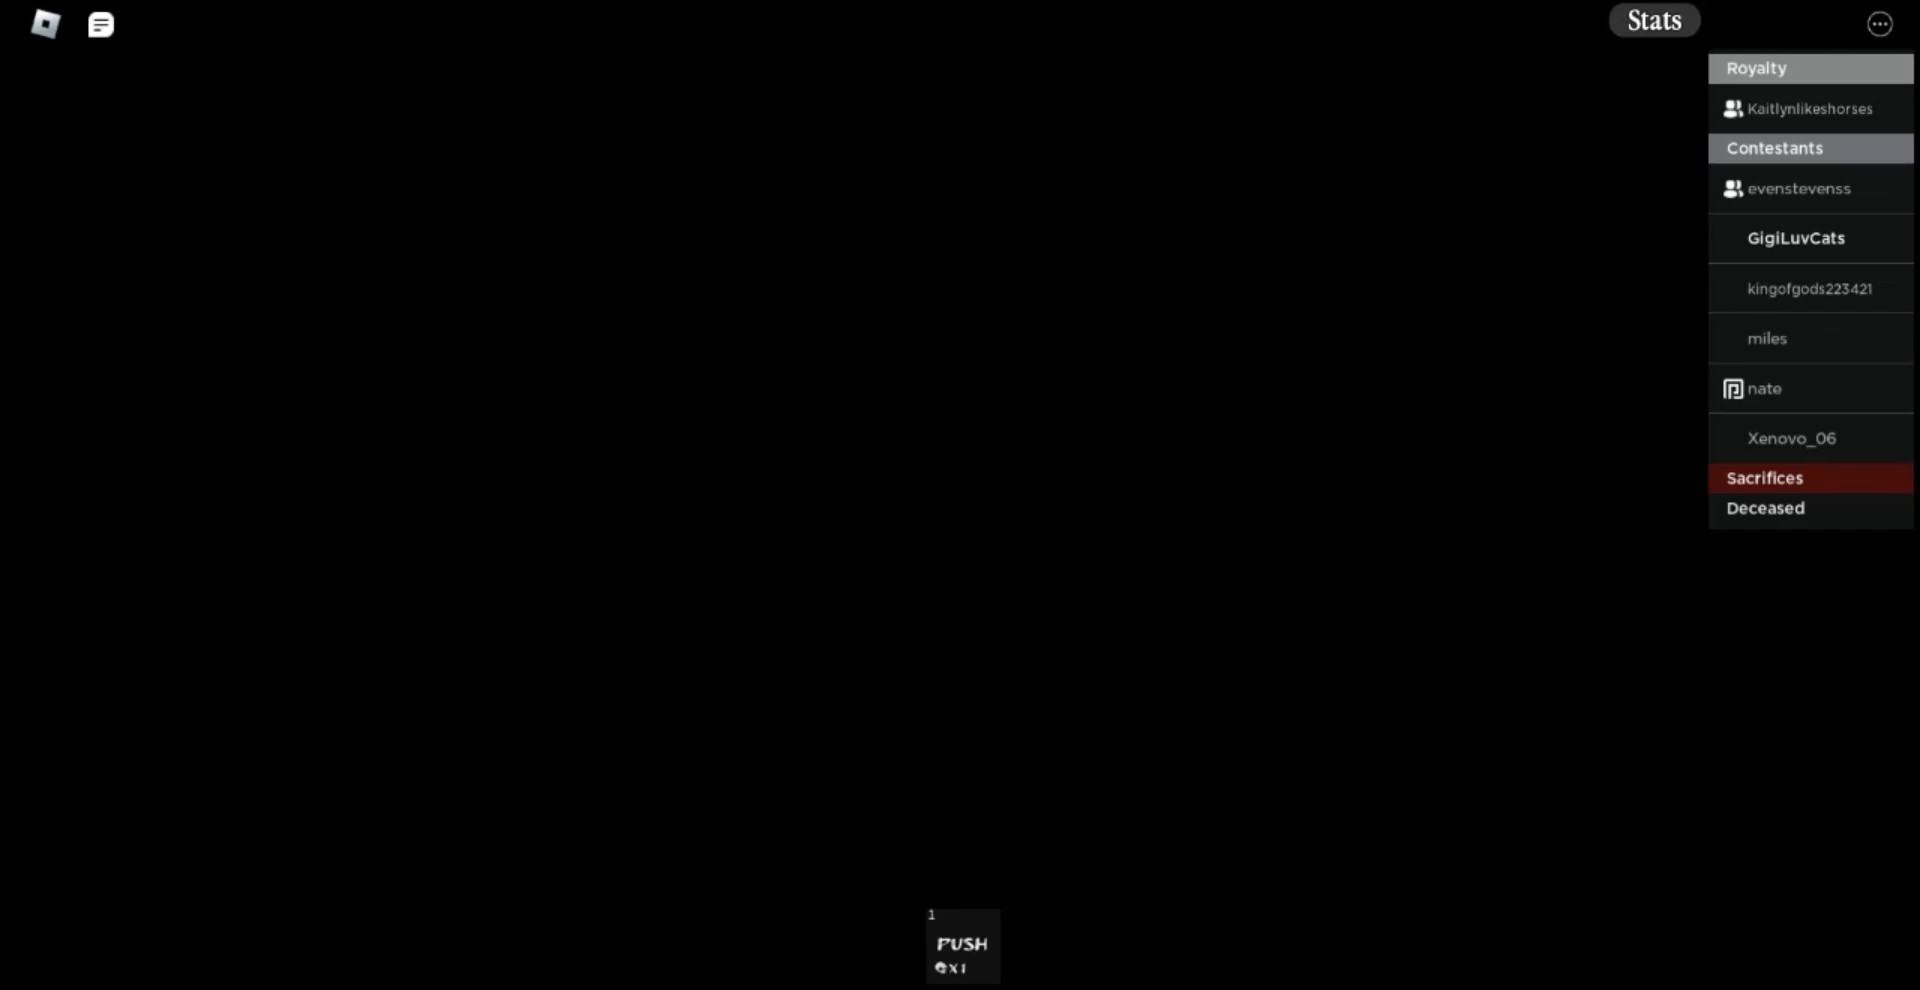 Stats
Royalty
Kaitlynlikeshorses
Contestants
evenstevenss
GigiLuvCats
kingofgods223421
miles
nate
Xenovo_06
Sacrifices
Deceased
1
PUSH